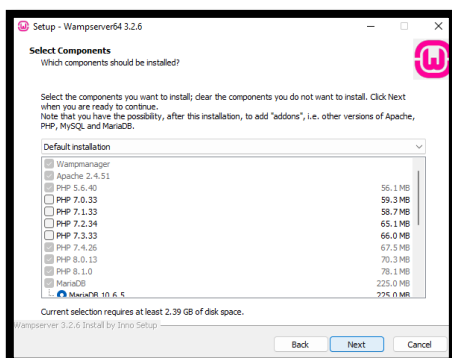 Setup - Wampserver64 3.2.6
Select Components
Which components should be installed?
Select the components you want to install; clear the components you do not want to install. Click Next
when you are ready to continue.
Note that you have the possibility, after this installation, to add "addons", i.e. other versions of Apache,
PHP, MySQL and MariaDB.
Default installation
Wampmanager
Apache 2.4.51
PHP 5.6.40 56.1 MB
PHP 7.0.33 59.3 MB
PHP 7.1.33 58.7 MB
PHP 7.2.34 65.1 MB
PHP 7.3.33 66.0 MB
PHP 7.4.26 67.5 MB
PHP 8.0.13 70.3 MB
PHP 8.1.0 78.1 MB
MariaDB 225.0 MB
MariaDB 10.6.5 225.0 MB
Current selection requires at least 2.39 GB of disk space.
Wampserver 3.2.6 Install by Inno Setup
Back Next Cancel